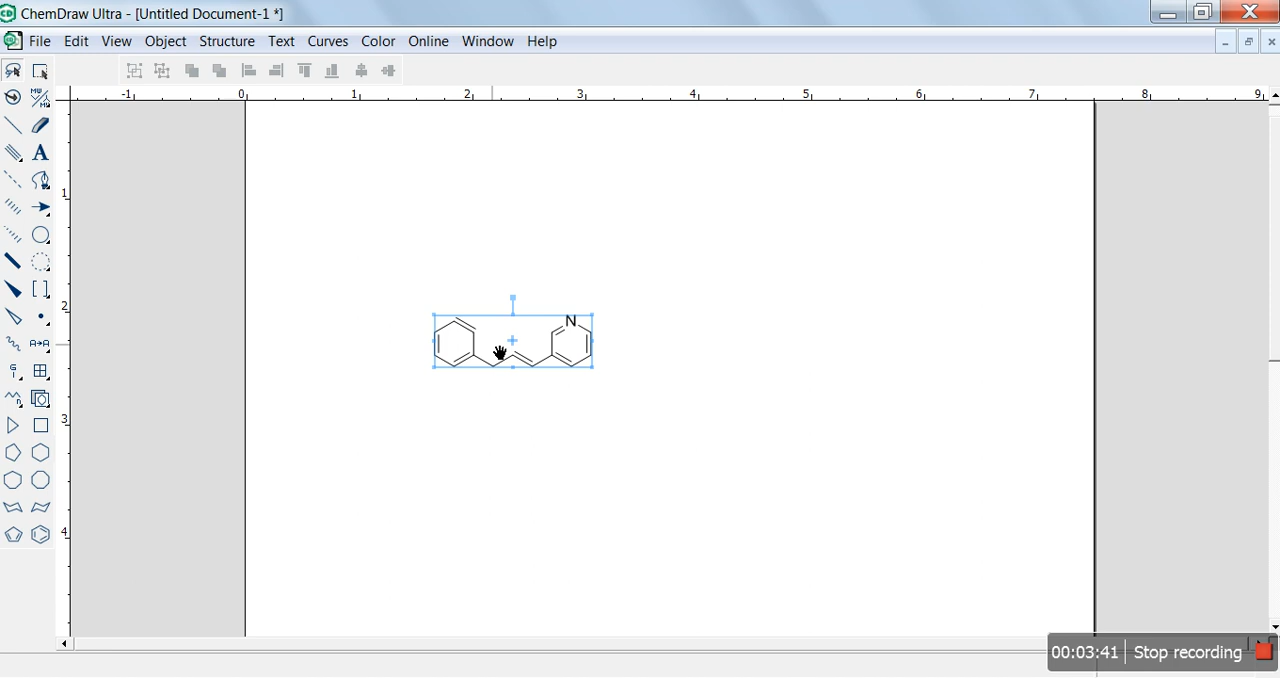 ChemDraw Ultra - [Untitled Document-1 *]
File Edit View Object Structure Text Curves Color Online Window Help
-1 0 1 2 3 4 5 6 7 8 9
1
2
3
4
N
00:03:41 Stop recording